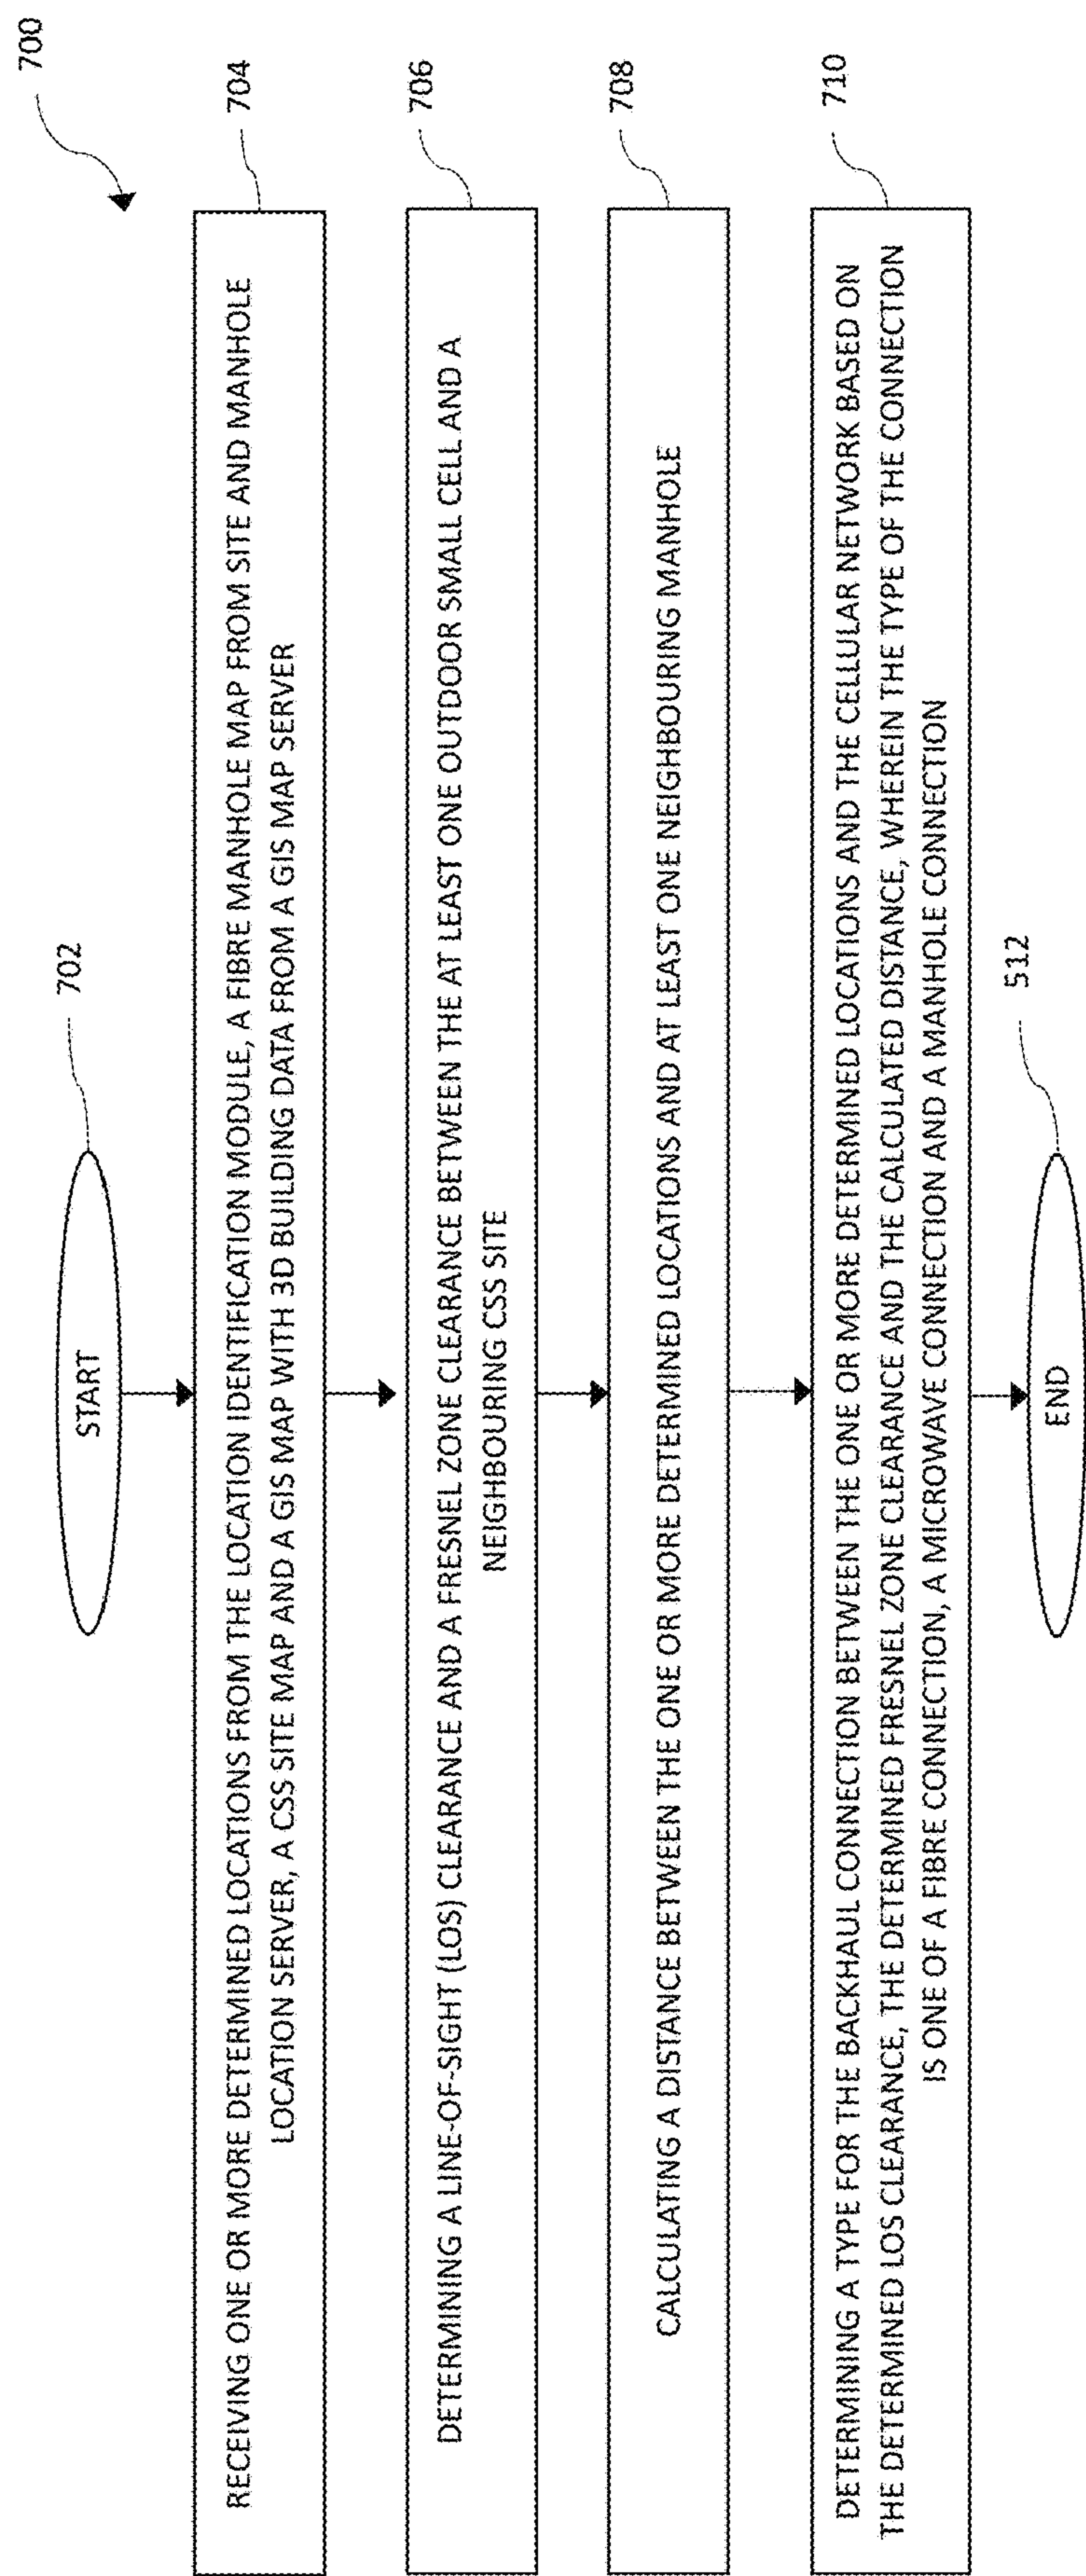 700
702
START
704
RECEIVING ONE OR MORE DETERMINED LOCATIONS FROM THE LOCATION IDENTIFICATION MODULE, A FIBRE MANHOLE MAP FROM SITE AND MANHOLE
LOCATION SERVER, A CSS SITE MAP AND A GIS MAP WITH 3D BUILDING DATA FROM A GIS MAP SERVER
706
DETERMINING A LINE-OF-SIGHT (LOS) CLEARANCE AND A FRESNEL ZONE CLEARANCE BETWEEN THE AT LEAST ONE OUTDOOR SMALL CELL AND A
NEIGHBOURING CSS SITE
708
CALCULATING A DISTANCE BETWEEN THE ONE OR MORE DETERMINED LOCATIONS AND AT LEAST ONE NEIGHBOURING MANHOLE
710
DETERMINING A TYPE FOR THE BACKHAUL CONNECTION BETWEEN THE ONE OR MORE DETERMINED LOCATIONS AND THE CELLULAR NETWORK BASED ON
THE DETERMINED LOS CLEARANCE, THE DETERMINED FRESNEL ZONE CLEARANCE AND THE CALCULATED DISTANCE, WHEREIN THE TYPE OF THE CONNECTION
IS ONE OF A FIBRE CONNECTION, A MICROWAVE CONNECTION AND A MANHOLE CONNECTION
512
END